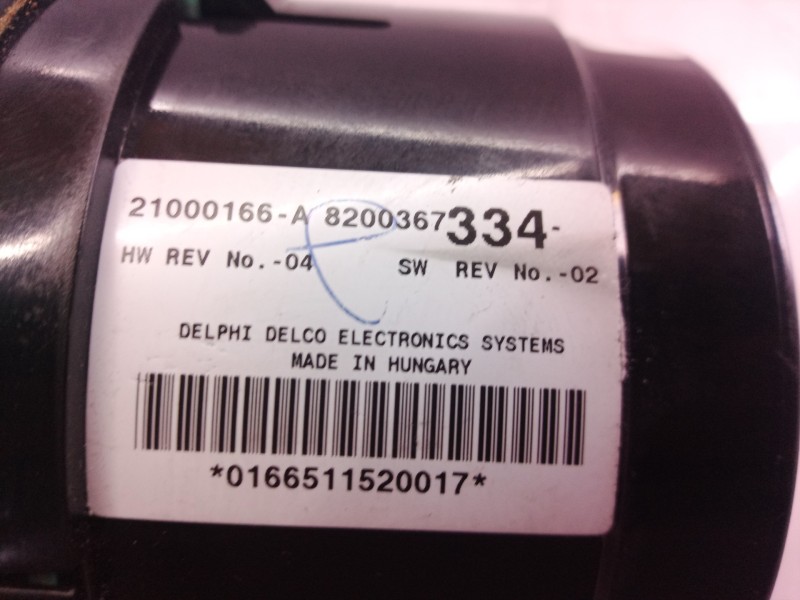 21000166-A 8200367334-
HW REV No.-04 SW REV No.-02
DELPHI DELCO ELECTRONICS SYSTEMS
MADE IN HUNGARY
*0166511520017*